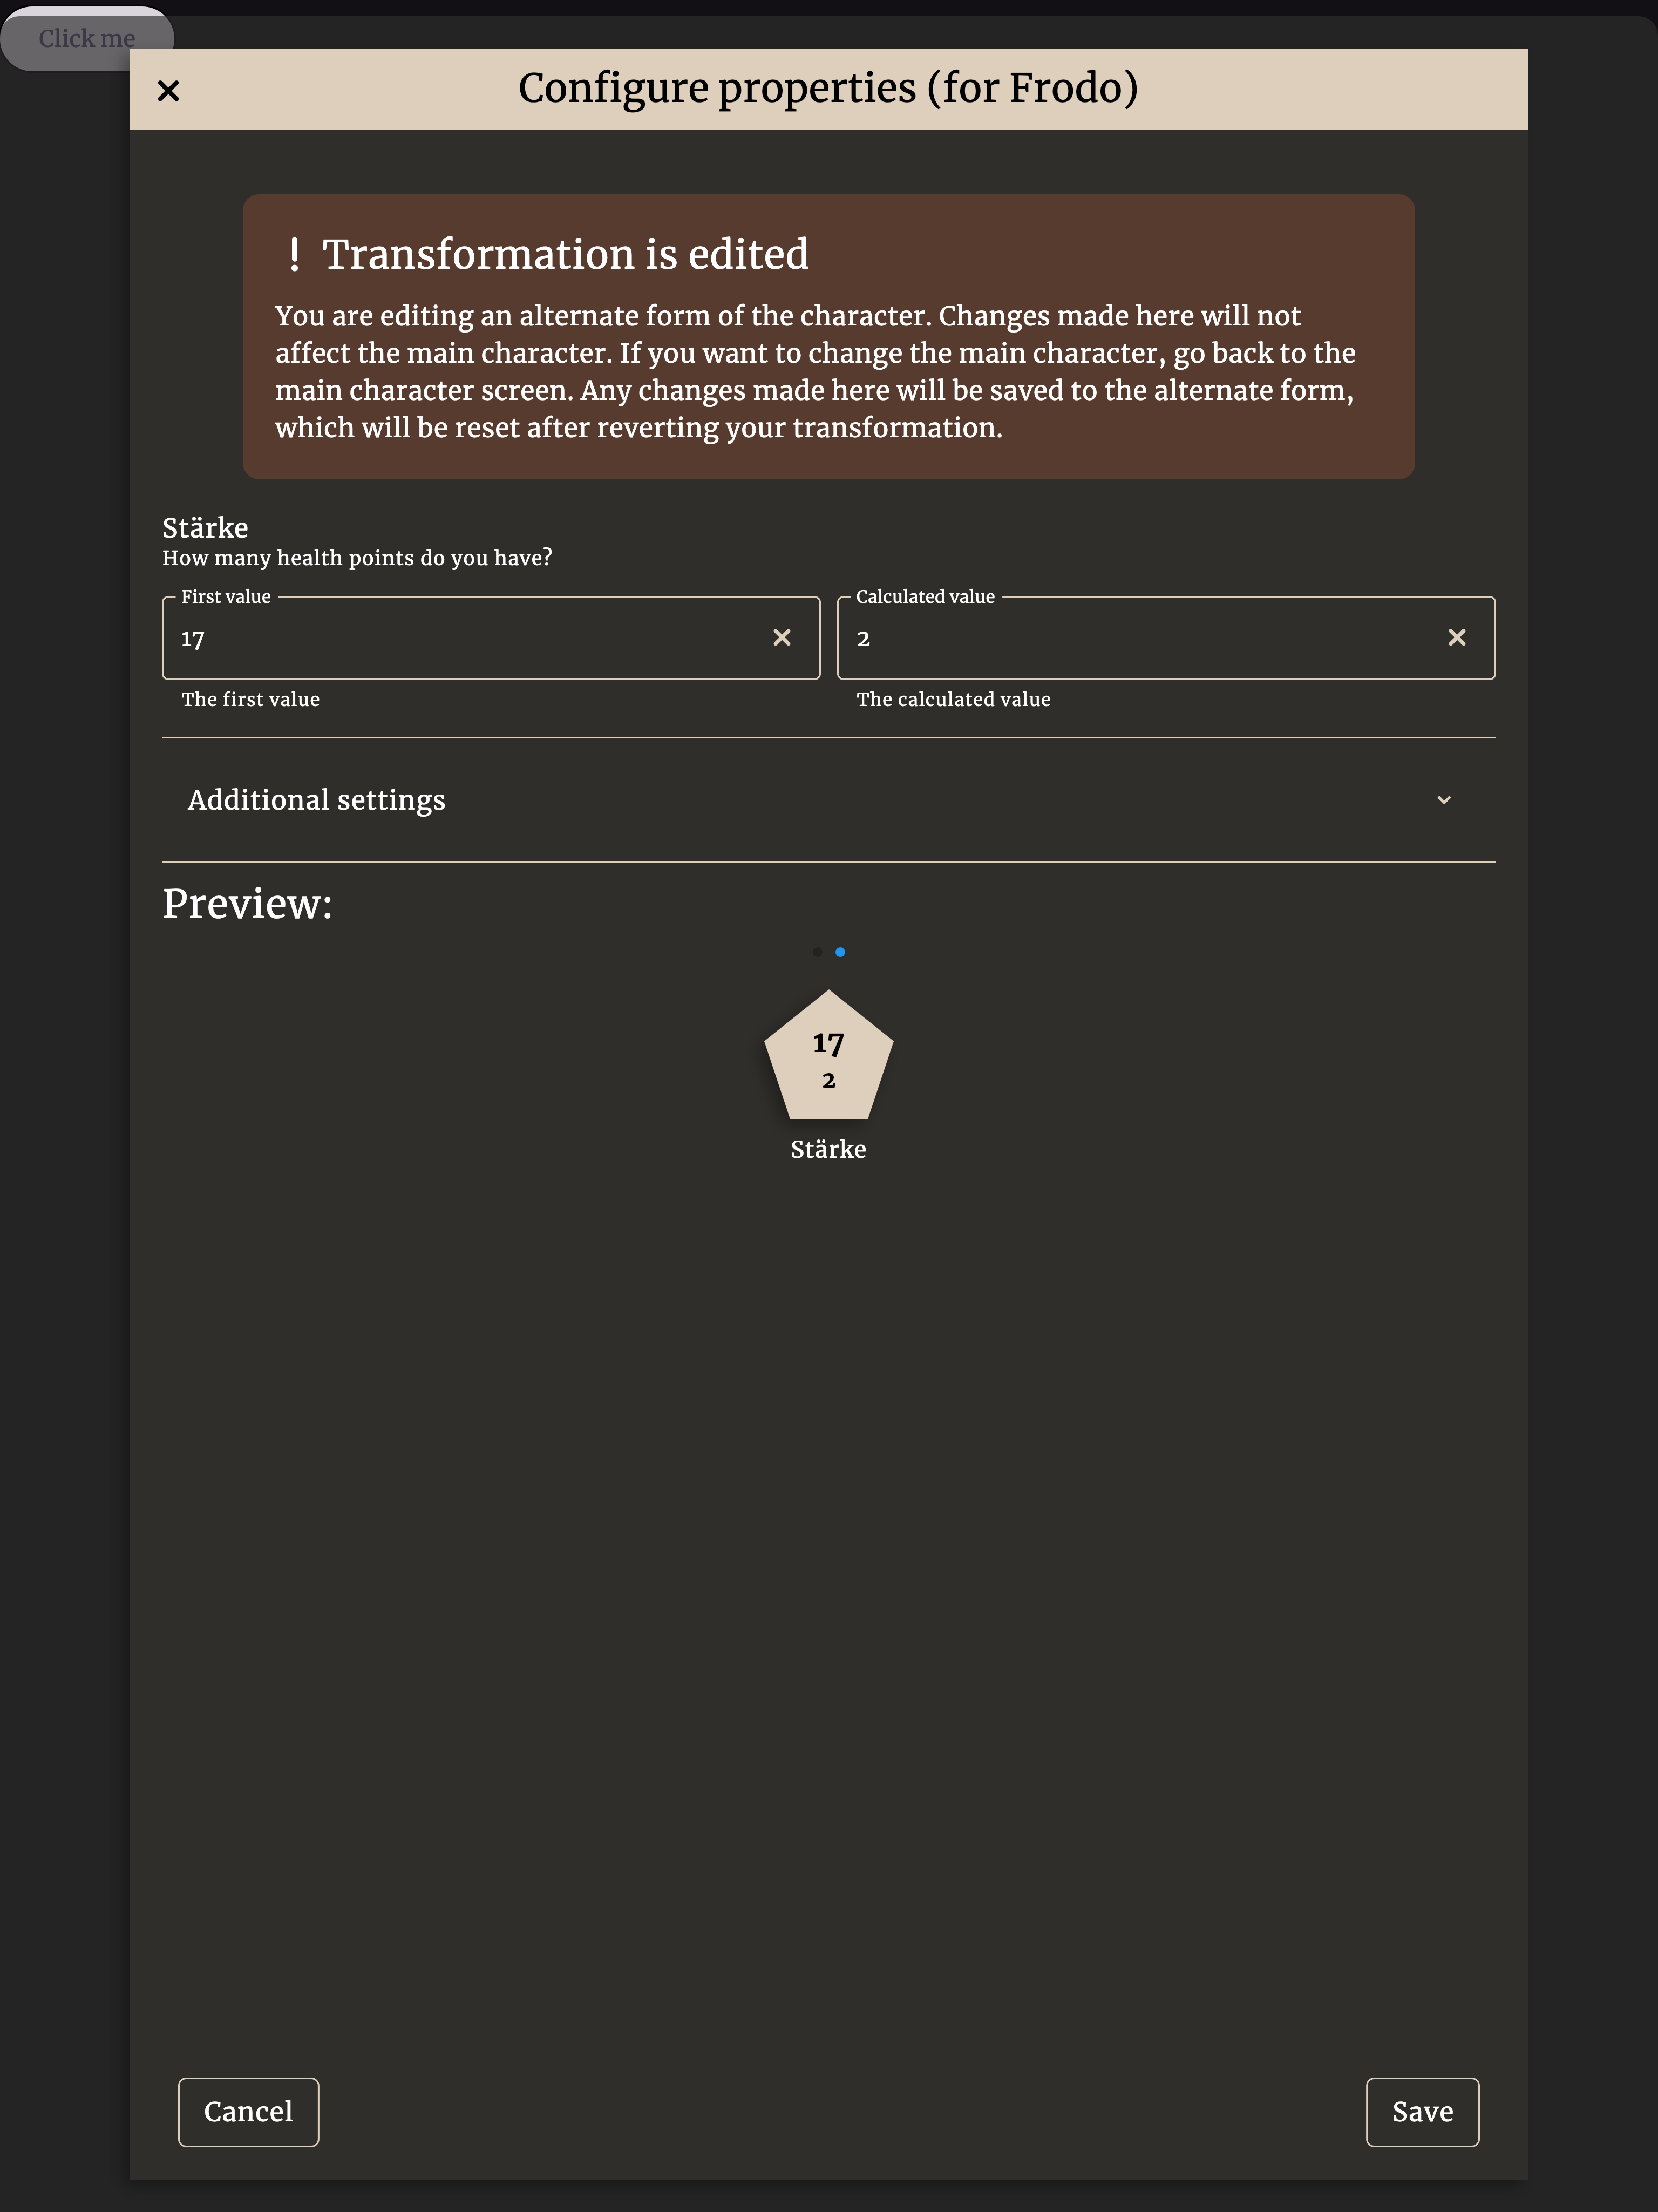 Click me
Configure properties (for Frodo)
! Transformation is edited
You are editing an alternate form of the character. Changes made here will not
affect the main character. If you want to change the main character, go back to the
main character screen. Any changes made here will be saved to the alternate form,
which will be reset after reverting your transformation.
Stärke
How many health points do you have?
First value
17
The first value
Calculated value
2
The calculated value
Additional settings
Preview:
17
2
Stärke
Cancel
Save